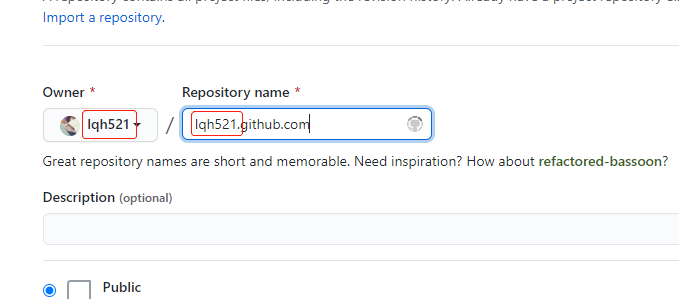 Import a repository.
Owner *
Repository name *
lqh521
/
lqh521.github.com
Great repository names are short and memorable. Need inspiration? How about refactored-bassoon?
Description (optional)
Public